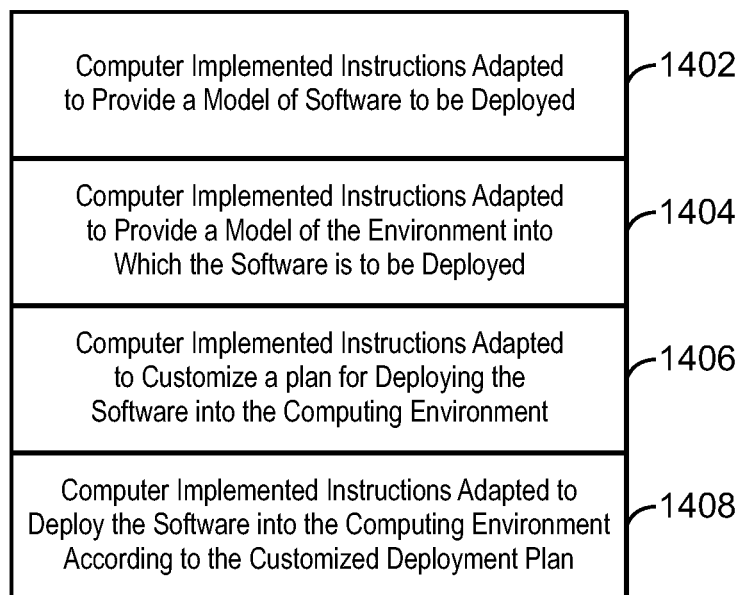 Computer Implemented Instructions Adapted
to Provide a Model of Software to be Deployed
1402
Computer Implemented Instructions Adapted
to Provide a Model of the Environment into
Which the Software is to be Deployed
1404
Computer Implemented Instructions Adapted
to Customize a plan for Deploying the
Software into the Computing Environment
1406
Computer Implemented Instructions Adapted to
Deploy the Software into the Computing Environment
According to the Customized Deployment Plan
1408